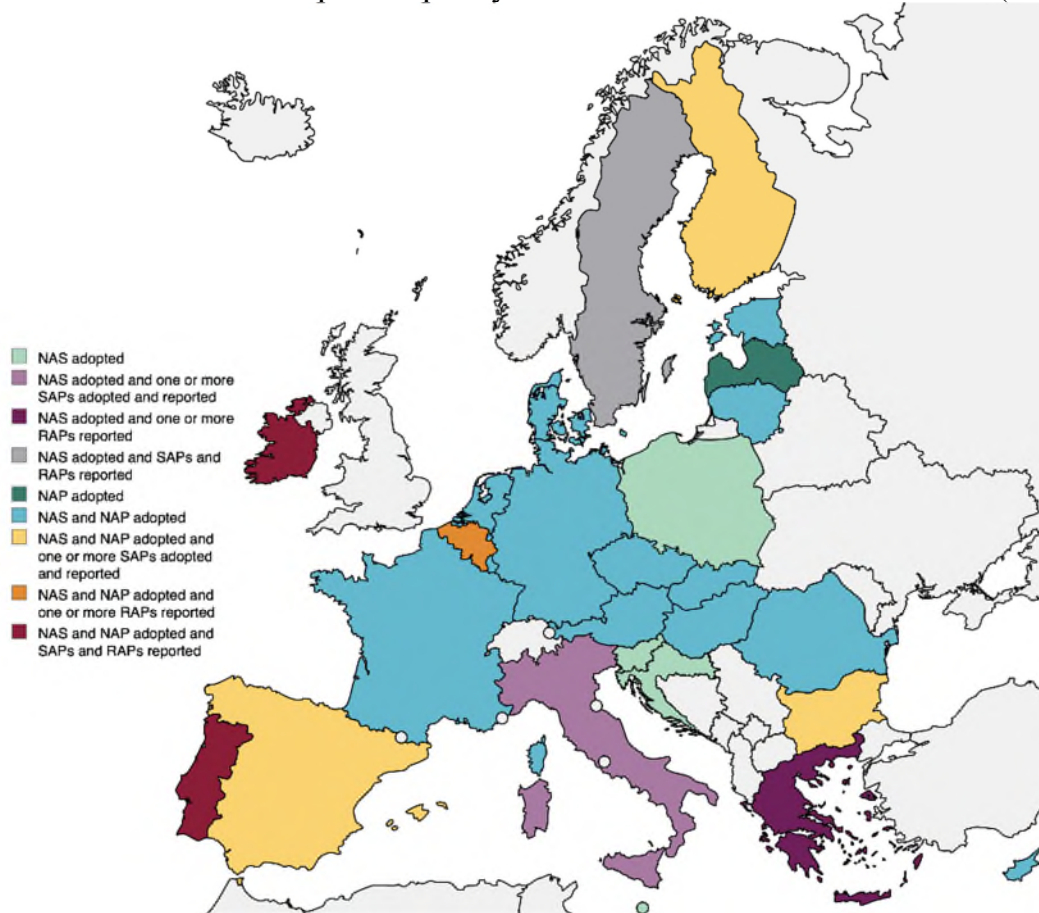 NAS adopted
NAS adopted and one or more
SAPs adopted and reported
NAS adopted and one or more
RAPs reported
NAS adopted and SAPs and
RAPs reported
NAP adopted
NAS and NAP adopted
NAS and NAP adopted and
one or more SAPs adopted
and reported
NAS and NAP adopted and
one or more RAPs reported
NAS and NAP adopted and
SAPs and RAPs reported